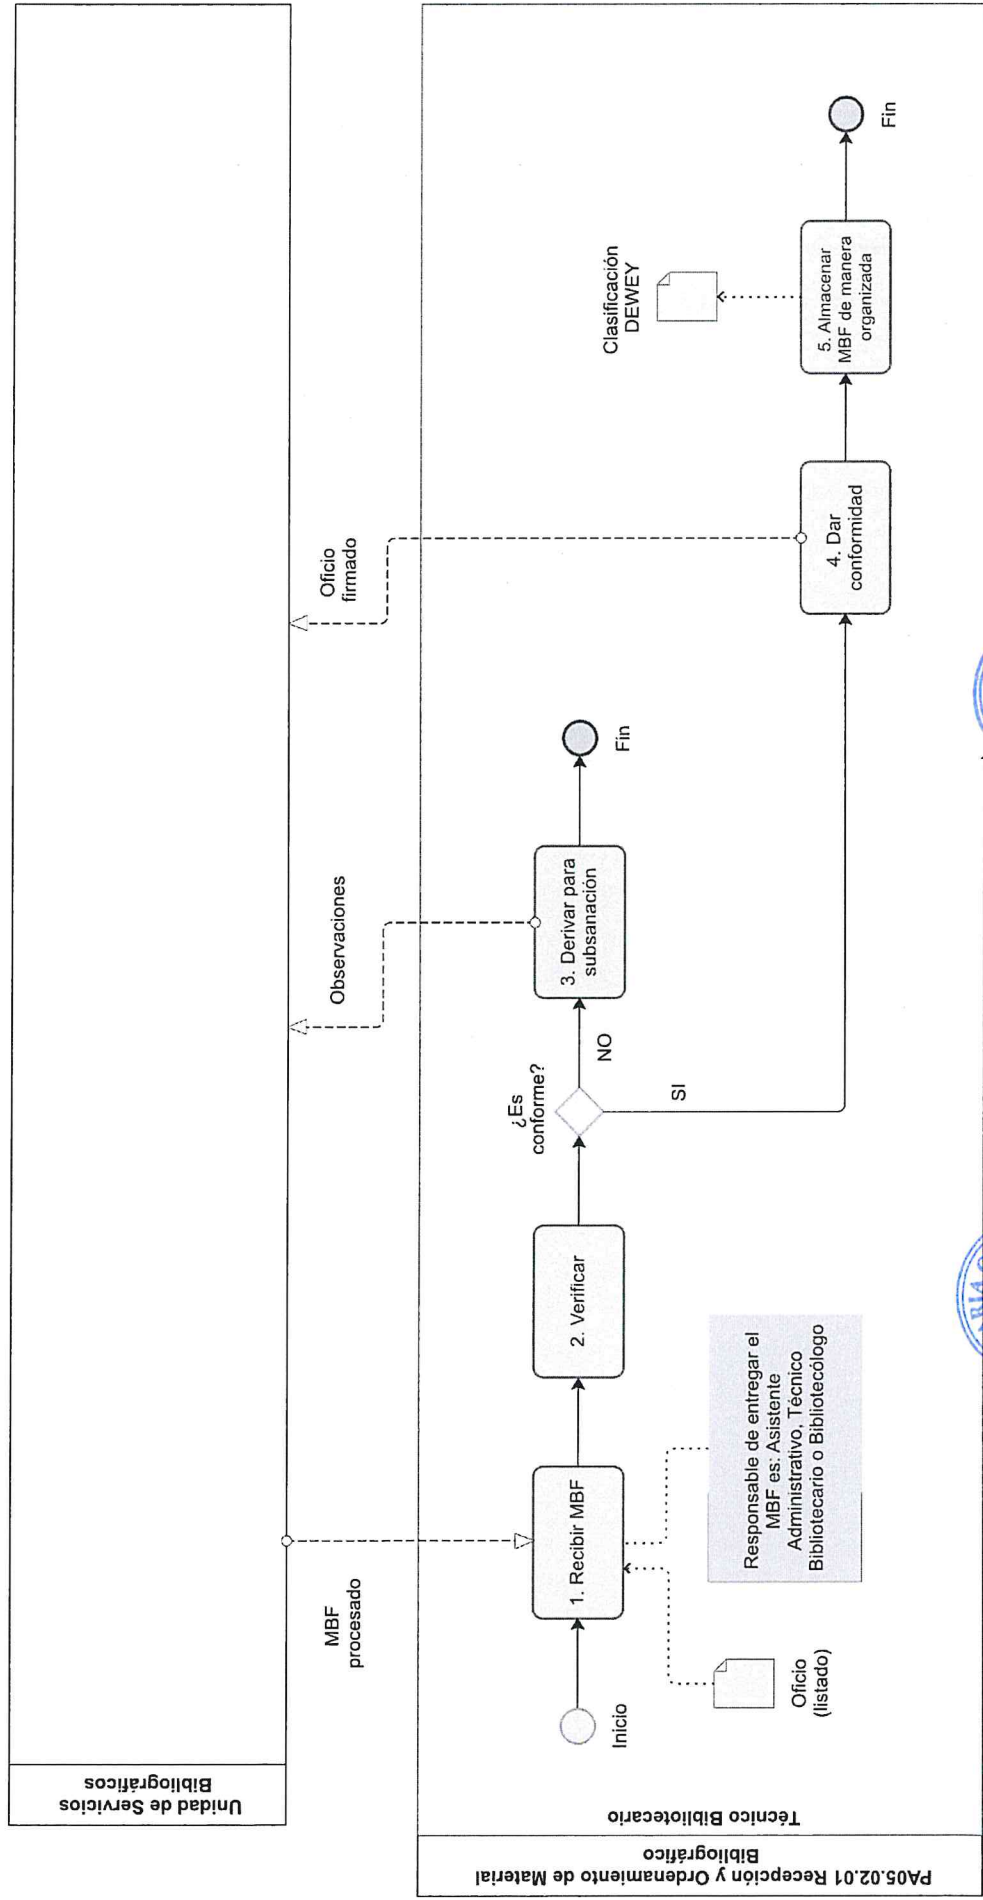 Unidad de Servicios
Bibliográficos
PA05.02.01 Recepción y Ordenamiento de Material
Bibliográfico
Técnico Bibliotecario
MBF
procesado
Observaciones
Oficio
firmado
Inicio
1. Recibir MBF
Oficio
(listado)
Responsable de entregar el
MBF es: Asistente
Administrativo, Técnico
Bibliotecario o Bibliotecólogo
2. Verificar
¿Es
conforme?
NO
SI
3. Derivar para
subsanación
Fin
4. Dar
conformidad
5. Almacenar
MBF de manera
organizada
Clasificación
DEWEY
Fin